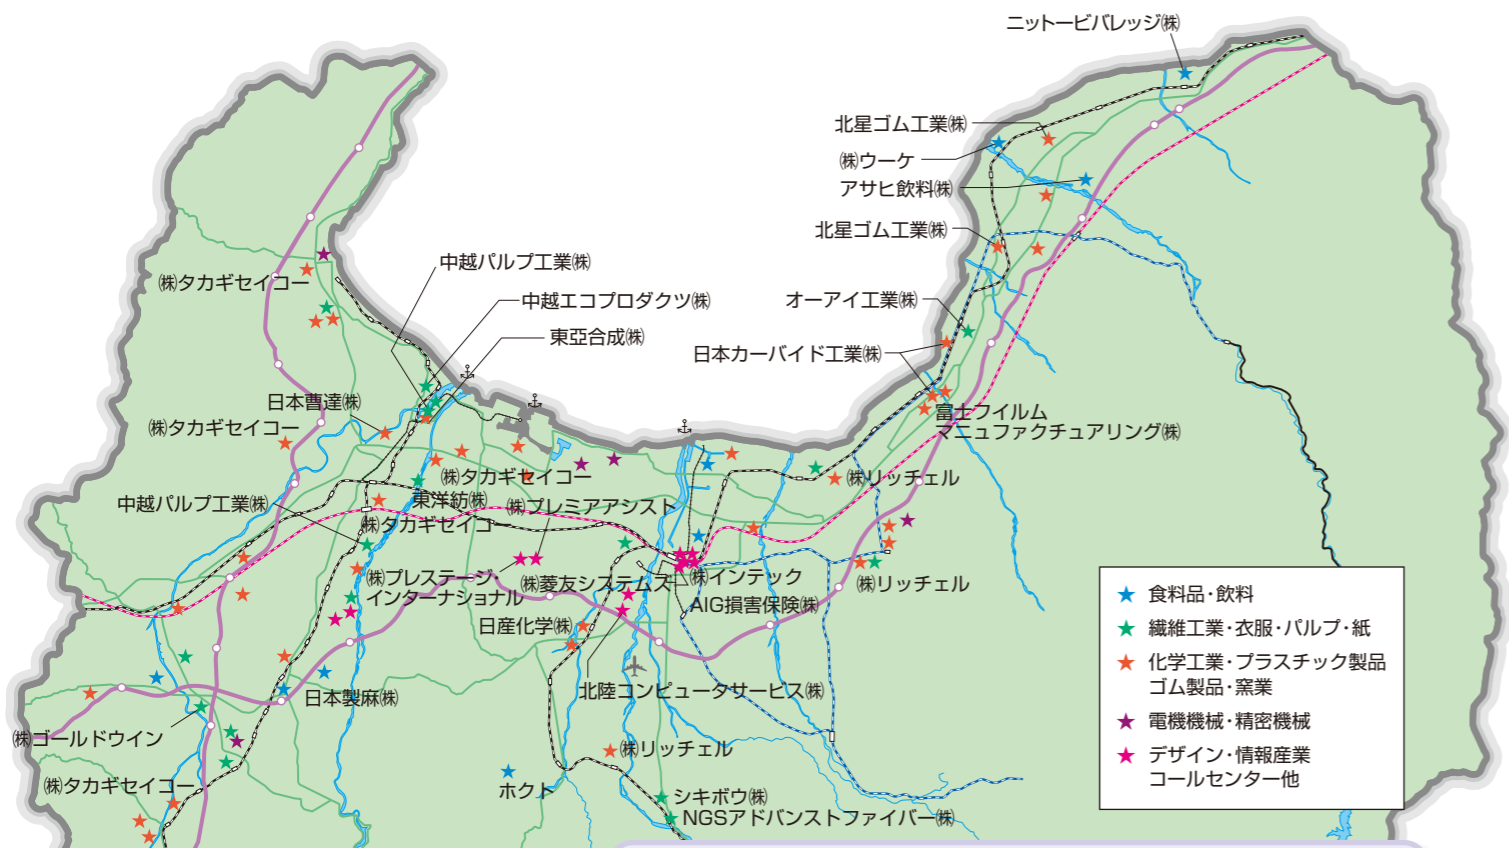 ニットービバレッジ㈱
北星ゴム工業㈱
㈱ウーケ
アサヒ飲料㈱
北星ゴム工業㈱
㈱タカギセイコー
中越パルプ工業㈱
中越エコプロダクツ㈱
オーアイ工業㈱
東亞合成㈱
日本カーバイド工業㈱
日本曹達㈱
富士フイルム
マニュファクチュアリング㈱
㈱タカギセイコー
㈱タカギセイコー
㈱リッチェル
中越パルプ工業㈱
東洋紡㈱
㈱プレミアアシスト
㈱タカギセイコー
㈱プレステージ・
インターナショナル
㈱菱友システムズ
㈱インテック
㈱リッチェル
AIG損害保険㈱
日産化学㈱
北陸コンピュータサービス㈱
日本製麻㈱
㈱ゴールドウイン
㈱リッチェル
㈱タカギセイコー
ホクト
シキボウ㈱
NGSアドバンストファイバー㈱
食料品・飲料
繊維工業・衣服・パルプ・紙
化学工業・プラスチック製品
ゴム製品・窯業
電機機械・精密機械
デザイン・情報産業
コールセンター他